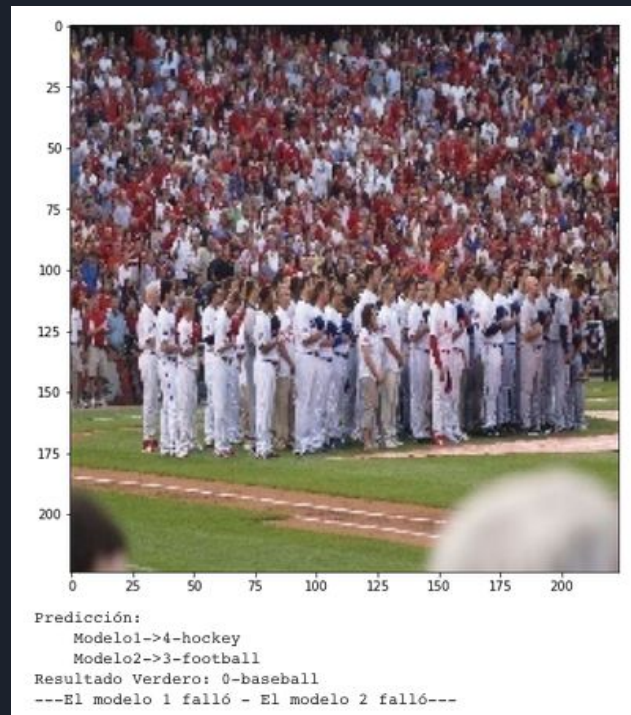 0
25
50
75
100
125
150
175
200
0 25 50 75 100 125 150 175 200
Predicción:
Modelo1->4-hockey
Modelo2->3-football
Resultado Verdero: 0-baseball
---El modelo 1 falló - El modelo 2 falló---